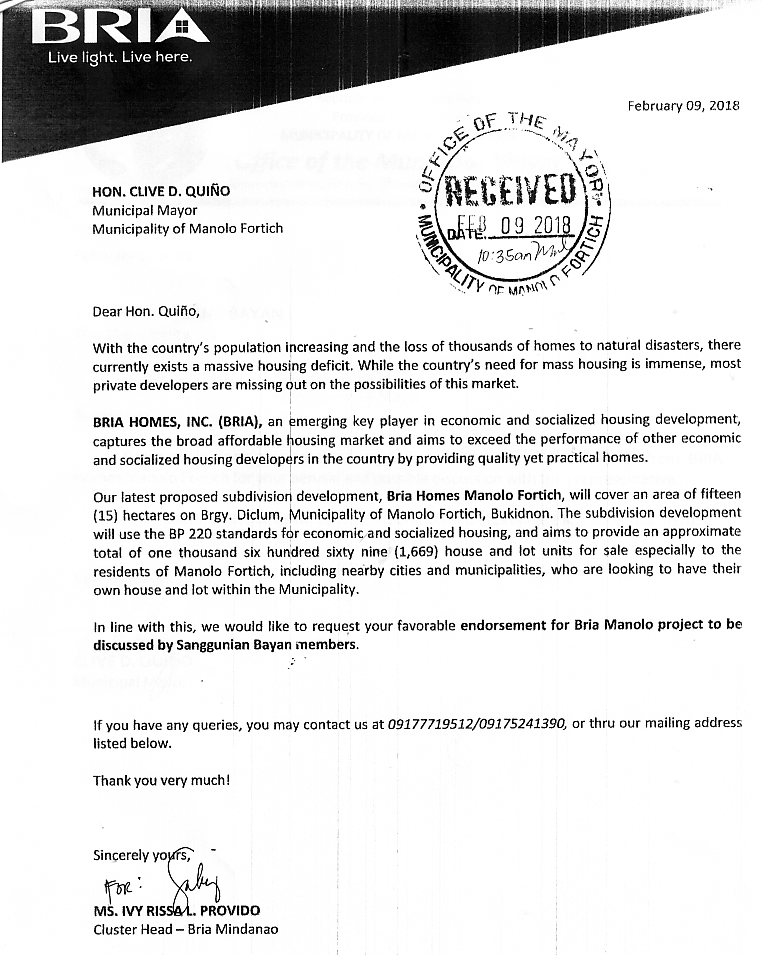 BRIA
Live light. Live here.
February 09, 2018
OFFICE OF THE MAYOR
RECEIVED
DATE: FEB 09 2018
10:35am
MUNICIPALITY OF MANOLO FORTICH
HON. CLIVE D. QUIÑO
Municipal Mayor
Municipality of Manolo Fortich
Dear Hon. Quiño,
With the country's population increasing and the loss of thousands of homes to natural disasters, there
currently exists a massive housing deficit. While the country's need for mass housing is immense, most
private developers are missing out on the possibilities of this market.
BRIA HOMES, INC. (BRIA), an emerging key player in economic and socialized housing development,
captures the broad affordable housing market and aims to exceed the performance of other economic
and socialized housing developers in the country by providing quality yet practical homes.
Our latest proposed subdivision development, Bria Homes Manolo Fortich, will cover an area of fifteen
(15) hectares on Brgy. Diclum, Municipality of Manolo Fortich, Bukidnon. The subdivision development
will use the BP 220 standards for economic and socialized housing, and aims to provide an approximate
total of one thousand six hundred sixty nine (1,669) house and lot units for sale especially to the
residents of Manolo Fortich, including nearby cities and municipalities, who are looking to have their
own house and lot within the Municipality.
In line with this, we would like to request your favorable endorsement for Bria Manolo project to be
discussed by Sanggunian Bayan members.
If you have any queries, you may contact us at 09177719512/09175241390, or thru our mailing address
listed below.
Thank you very much!
Sincerely yours,
For:
MS. IVY RISSA L. PROVIDO
Cluster Head – Bria Mindanao